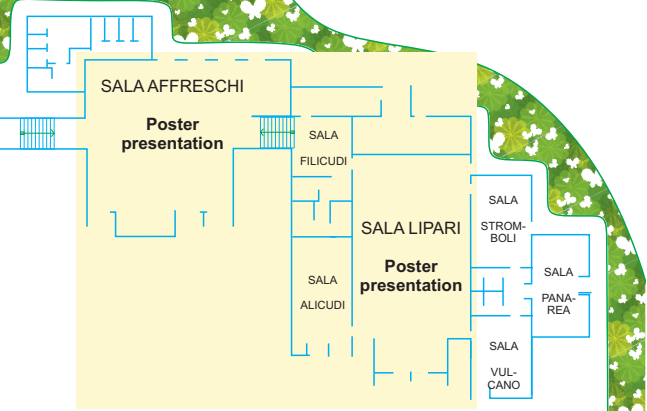 SALA AFFRESCHI
Poster
presentation
SALA
FILICUDI
SALA LIPARI
Poster
presentation
SALA
ALICUDI
SALA
STROM-
BOLI
SALA
PANA-
REA
SALA
VUL-
CANO